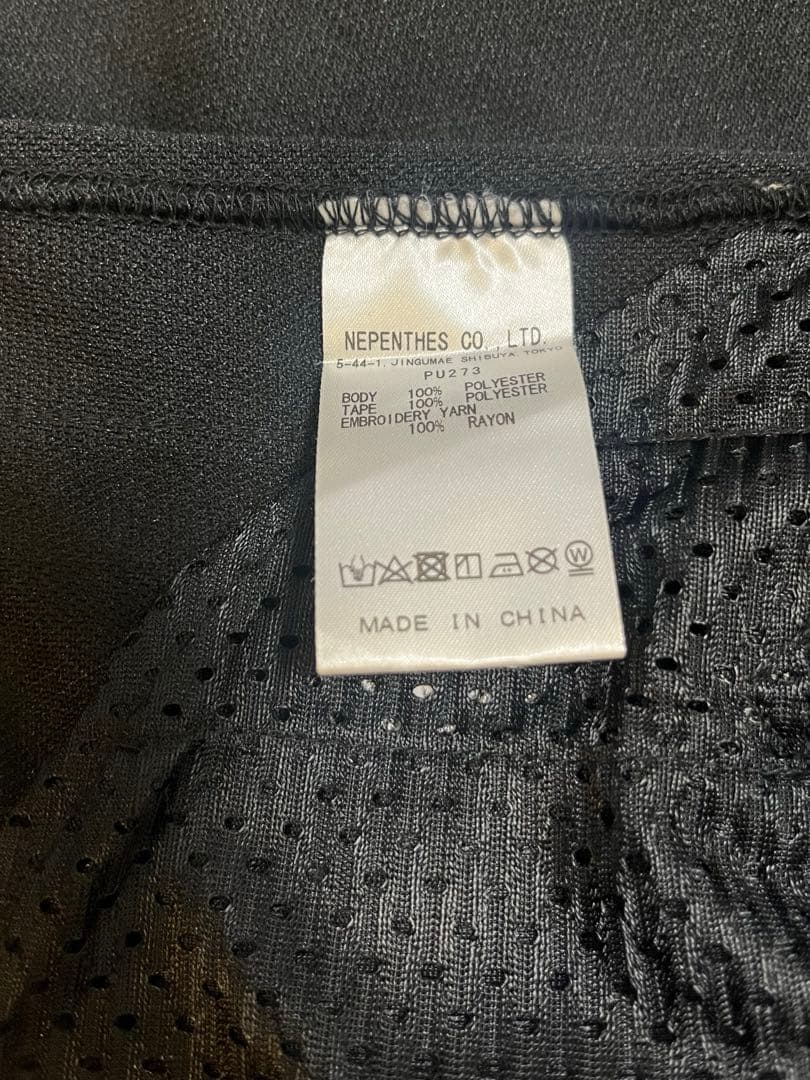 NEPENTHES CO., LTD.
5-44-1, JINGUMAE SHIBUYA, TOKYO
PU273
BODY 100% POLYESTER
TAPE 100% POLYESTER
EMBROIDERY YARN
100% RAYON
W
MADE IN CHINA